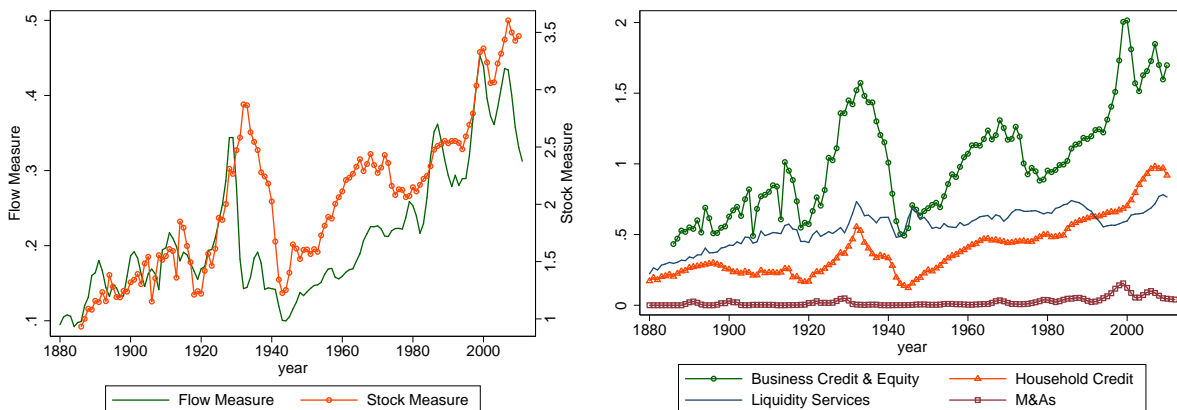 .5
.4
.3
.2
.1
Flow Measure
3.5
3
2.5
2
1.5
1
Stock Measure
1880 1900 1920 1940 1960 1980 2000
year
Flow Measure Stock Measure
2
1.5
1
.5
0
1880 1900 1920 1940 1960 1980 2000
year
Business Credit & Equity Household Credit
Liquidity Services M&As